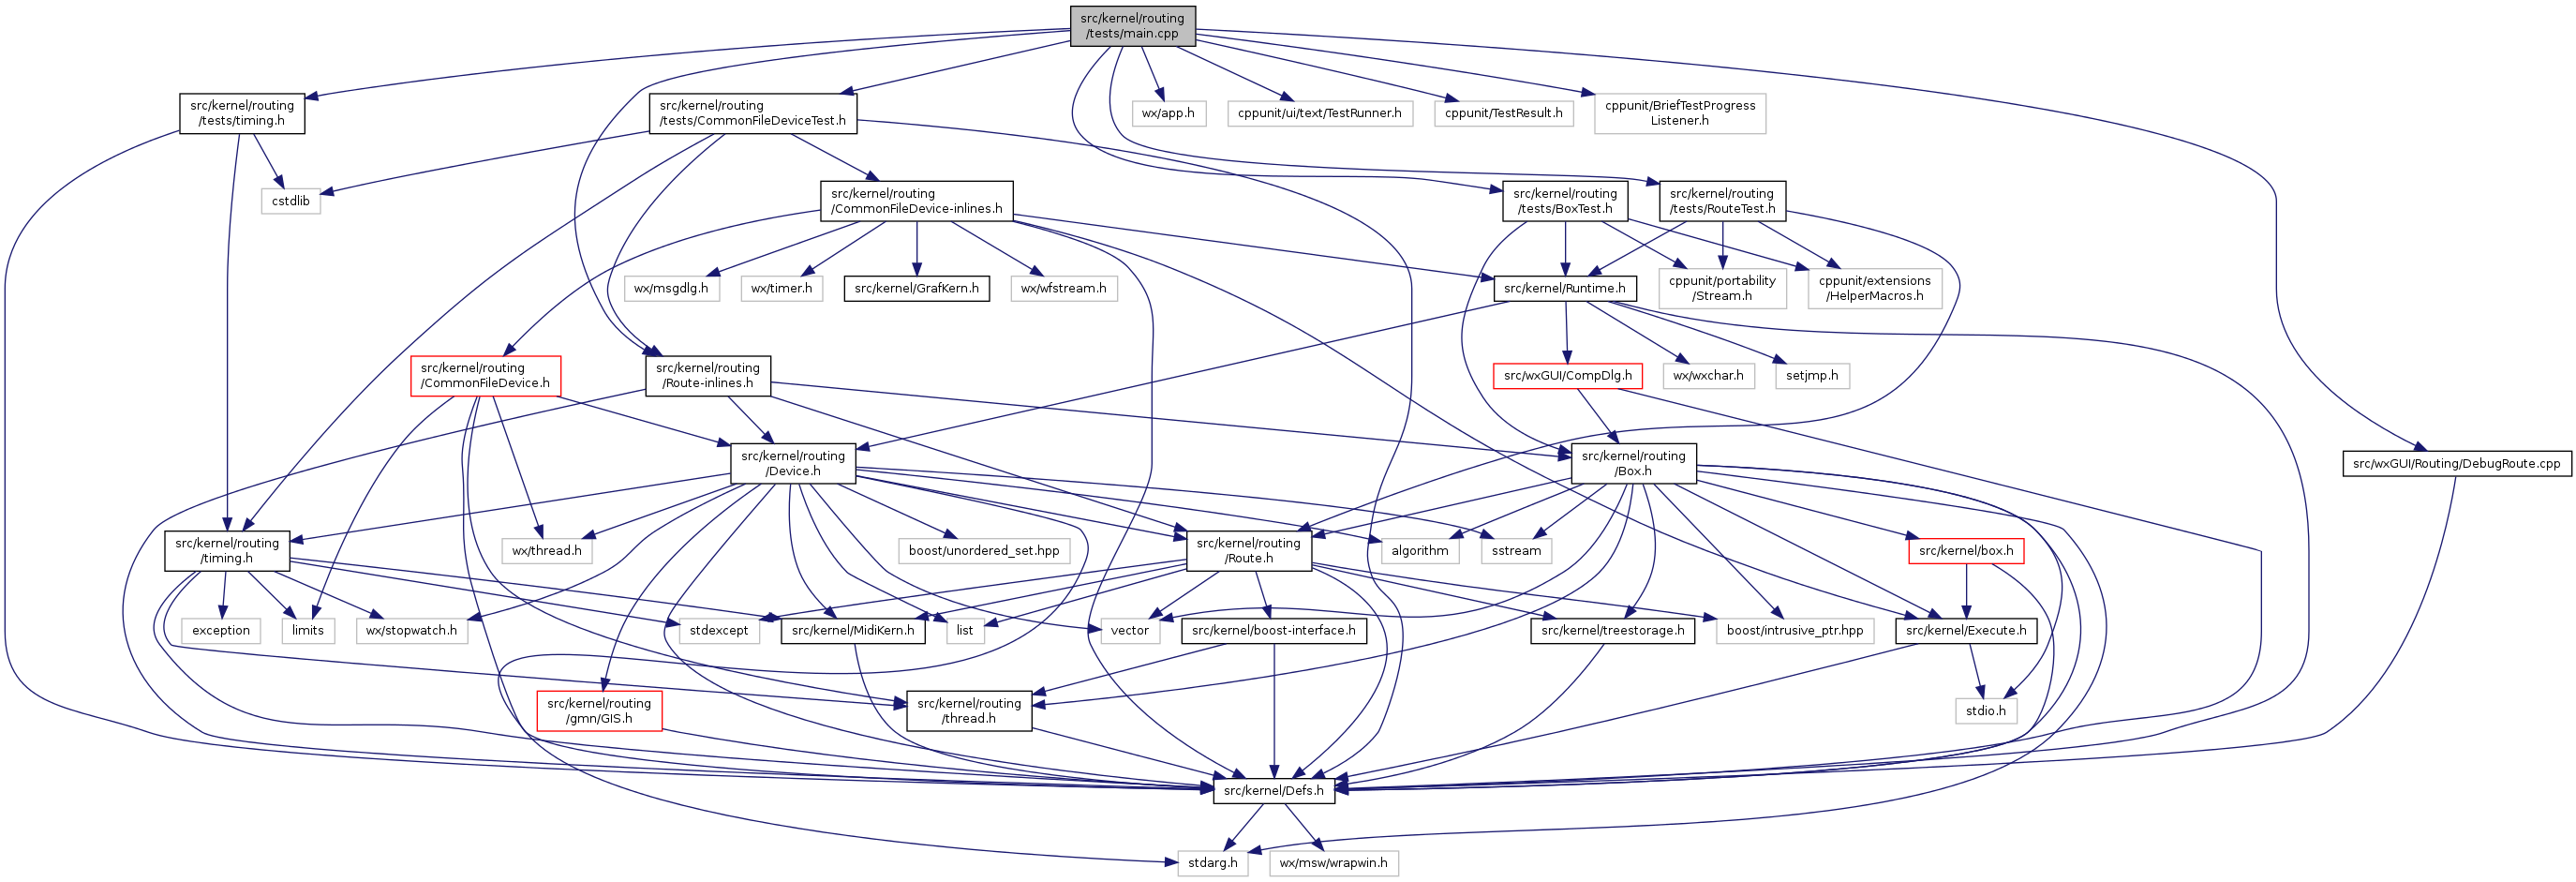 src/kernel/routing
/tests/main.cpp
src/kernel/routing
/tests/timing.h
src/kernel/routing
/tests/CommonFileDeviceTest.h
wx/app.h
cppunit/ui/text/TestRunner.h
cppunit/TestResult.h
cppunit/BriefTestProgress
Listener.h
cstdlib
src/kernel/routing
/CommonFileDevice-inlines.h
src/kernel/routing
/tests/BoxTest.h
src/kernel/routing
/tests/RouteTest.h
wx/msgdlg.h
wx/timer.h
src/kernel/GrafKern.h
wx/wfstream.h
src/kernel/Runtime.h
cppunit/portability
/Stream.h
cppunit/extensions
/HelperMacros.h
src/kernel/routing
/CommonFileDevice.h
src/kernel/routing
/Route-inlines.h
src/wxGUI/CompDlg.h
wx/wxchar.h
setjmp.h
src/kernel/routing
/Device.h
src/kernel/routing
/Box.h
src/wxGUI/Routing/DebugRoute.cpp
src/kernel/routing
/timing.h
wx/thread.h
boost/unordered_set.hpp
src/kernel/routing
/Route.h
algorithm
sstream
src/kernel/box.h
exception
limits
wx/stopwatch.h
stdexcept
src/kernel/MidiKern.h
list
vector
src/kernel/boost-interface.h
src/kernel/treestorage.h
boost/intrusive_ptr.hpp
src/kernel/Execute.h
src/kernel/routing
/gmn/GIS.h
src/kernel/routing
/thread.h
stdio.h
src/kernel/Defs.h
stdarg.h
wx/msw/wrapwin.h